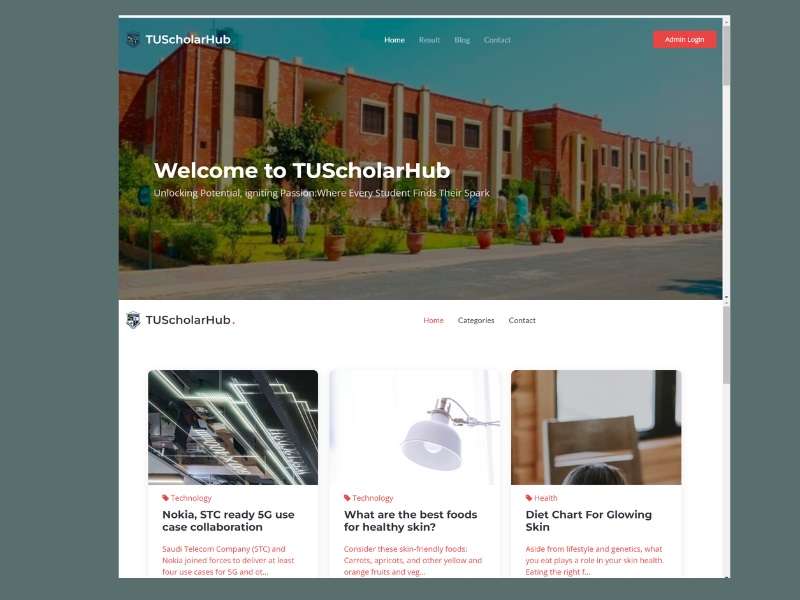 TUScholarHub.
Home Result Blog Contact
Admin Login
Welcome to TUScholarHub
Unlocking Potential, igniting Passion:Where Every Student Finds Their Spark
TUScholarHub.
Home Categories Contact
Technology
Nokia, STC ready 5G use
case collaboration
Saudi Telecom Company (STC) and
Nokia joined forces to deliver at least
four use cases for 5G and ot...
Technology
What are the best foods
for healthy skin?
Consider these skin-friendly foods:
Carrots, apricots, and other yellow and
orange fruits and veg...
Health
Diet Chart For Glowing
Skin
Aside from lifestyle and genetics, what
you eat plays a role in your skin health.
Eating the right f...